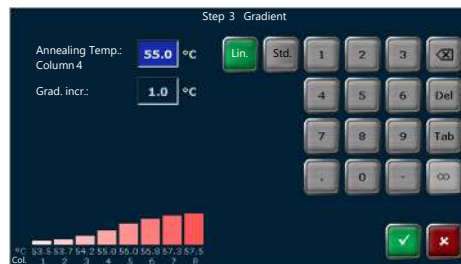 Step 3 Gradient
Annealing Temp.: 55.0 °C Lin. Std. 1 2 3
Column 4
Grad. incr.: 1.0 °C 4 5 6 Del
7 8 9 Tab
. 0 - ∞
°C 53.5 53.7 54.2 55.0 56.0 56.8 57.3 57.5
Col. 1 2 3 4 5 6 7 8